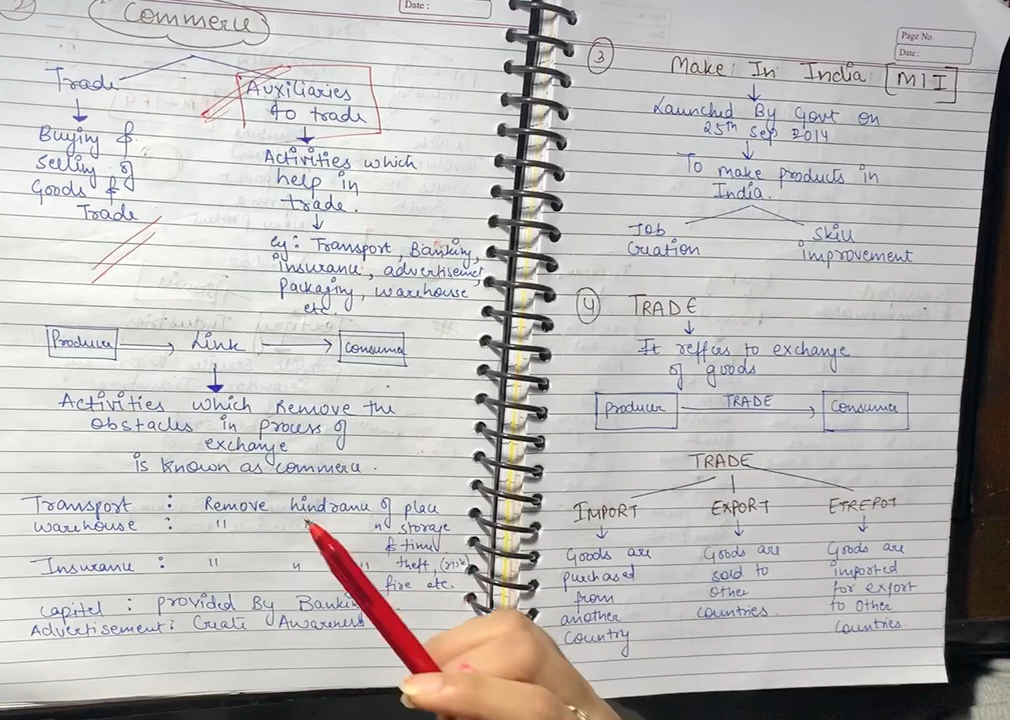 2
Commerce
Date :
Trade
Buying &
Selling of
Goods &
Trade
Auxiliaries
to trade
Activities which
help in
trade.
eg: Transport, Banking,
insurance, advertisement
packaging, warehouse
etc.
Producer Link Consumer
Activities which Remove the
obstacles in process of
exchange
is known as commerce.
Transport : Remove hindrance of place
warehouse : " " " storage
& time
Insurance : " " " theft, (risk)
fire etc.
capital : provided By Banking
Advertisement: Create Awareness
Page No.
Date :
3
Make In India [MII]
Launched By Govt on
25th Sep 2014
To make products in
India.
Job
Creation
Skill
improvement
4 TRADE
It reffers to exchange
of goods
producer TRADE Consumer
TRADE
IMPORT
Goods are
purchased
from
another
country
EXPORT
Goods are
sold to
other
countries.
ETREPOT
Goods are
imported
for export
to other
countries